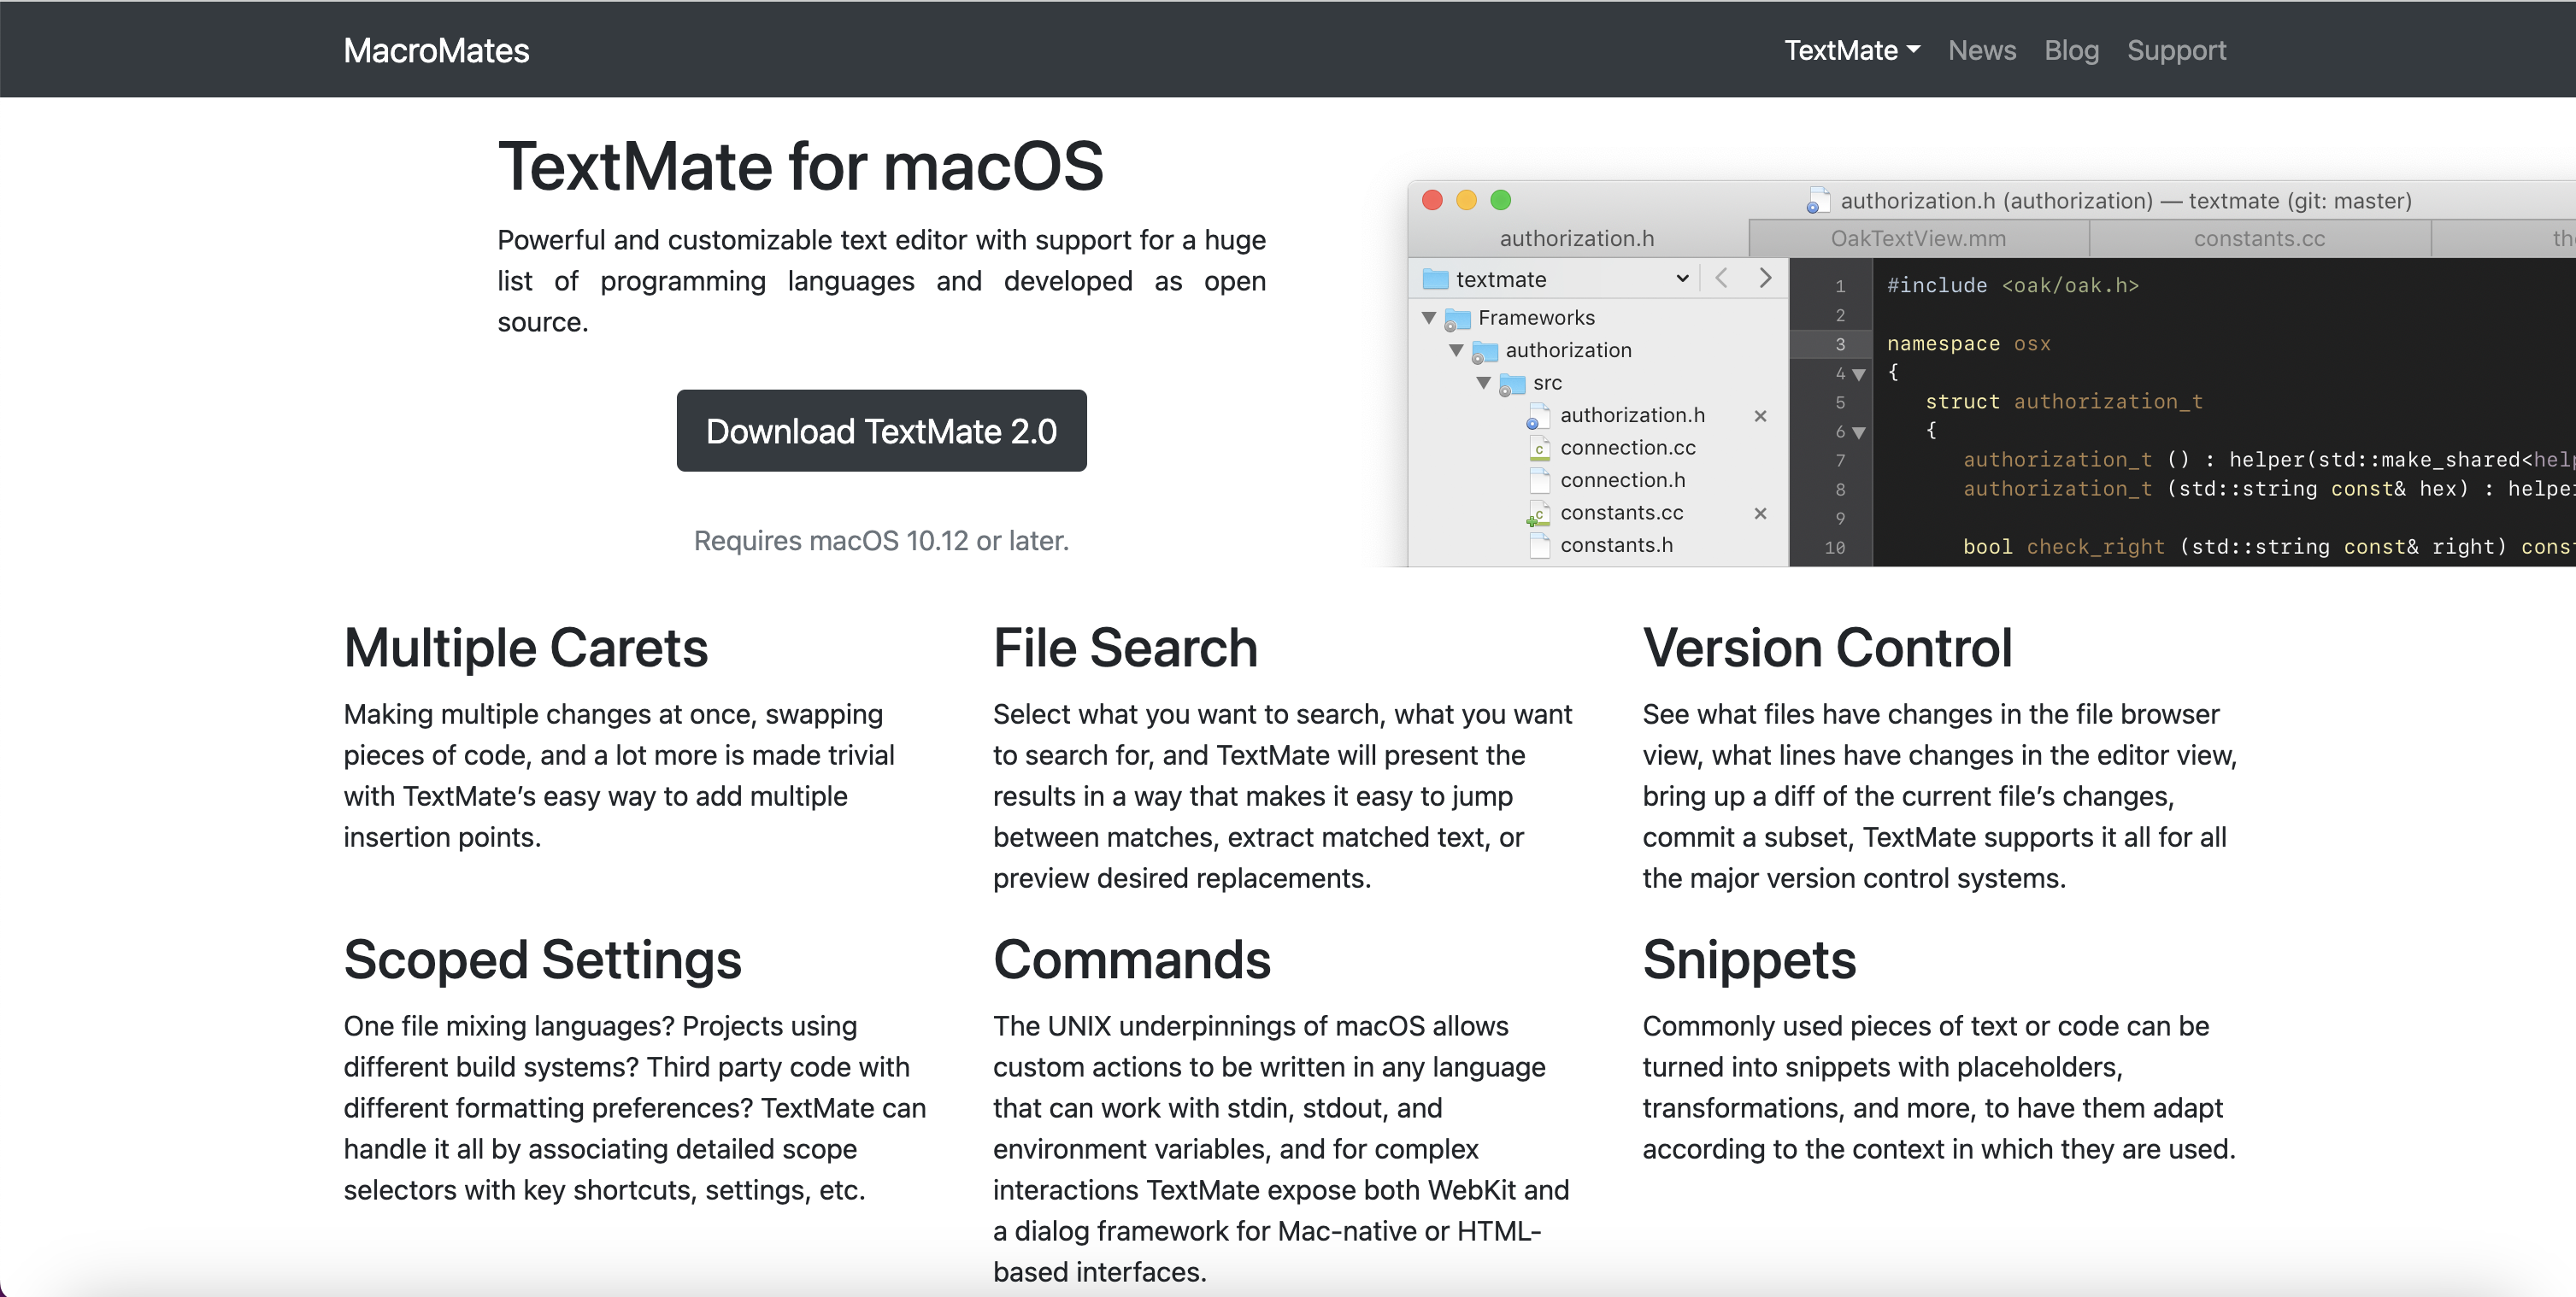 MacroMates
TextMate
News
Blog
Support
TextMate for macOS
Powerful and customizable text editor with support for a huge
list of programming languages and developed as open
source.
Download TextMate 2.0
Requires macOS 10.12 or later.
authorization.h (authorization) — textmate (git: master)
authorization.h
OakTextView.mm
constants.cc
th
textmate
Frameworks
authorization
src
authorization.h
connection.cc
connection.h
constants.cc
constants.h
1 #include <oak/oak.h>
2
3 namespace osx
4 {
5 struct authorization_t
6 {
7 authorization_t () : helper(std::make_shared<help
8 authorization_t (std::string const& hex) : helpe
9
10 bool check_right (std::string const& right) cons
Multiple Carets
Making multiple changes at once, swapping
pieces of code, and a lot more is made trivial
with TextMate’s easy way to add multiple
insertion points.
File Search
Select what you want to search, what you want
to search for, and TextMate will present the
results in a way that makes it easy to jump
between matches, extract matched text, or
preview desired replacements.
Version Control
See what files have changes in the file browser
view, what lines have changes in the editor view,
bring up a diff of the current file’s changes,
commit a subset, TextMate supports it all for all
the major version control systems.
Scoped Settings
One file mixing languages? Projects using
different build systems? Third party code with
different formatting preferences? TextMate can
handle it all by associating detailed scope
selectors with key shortcuts, settings, etc.
Commands
The UNIX underpinnings of macOS allows
custom actions to be written in any language
that can work with stdin, stdout, and
environment variables, and for complex
interactions TextMate expose both WebKit and
a dialog framework for Mac-native or HTML-
based interfaces.
Snippets
Commonly used pieces of text or code can be
turned into snippets with placeholders,
transformations, and more, to have them adapt
according to the context in which they are used.